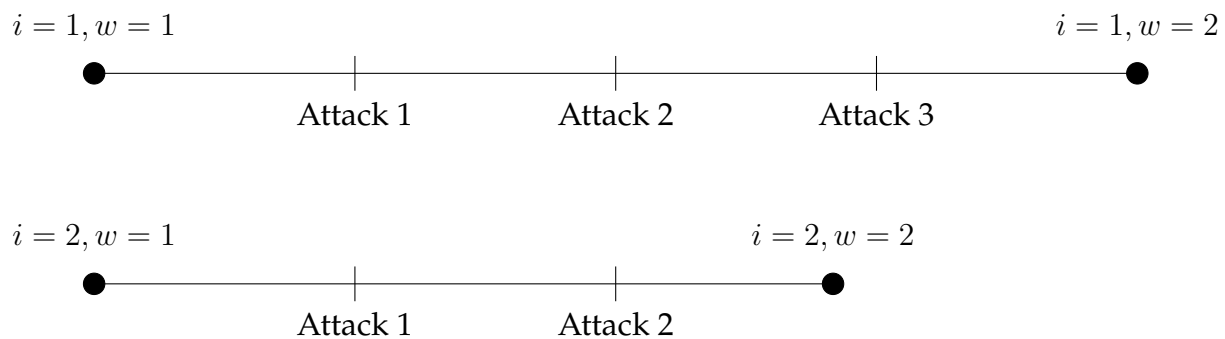 i = 1, w = 1 i = 1, w = 2
Attack 1 Attack 2 Attack 3
i = 2, w = 1 i = 2, w = 2
Attack 1 Attack 2